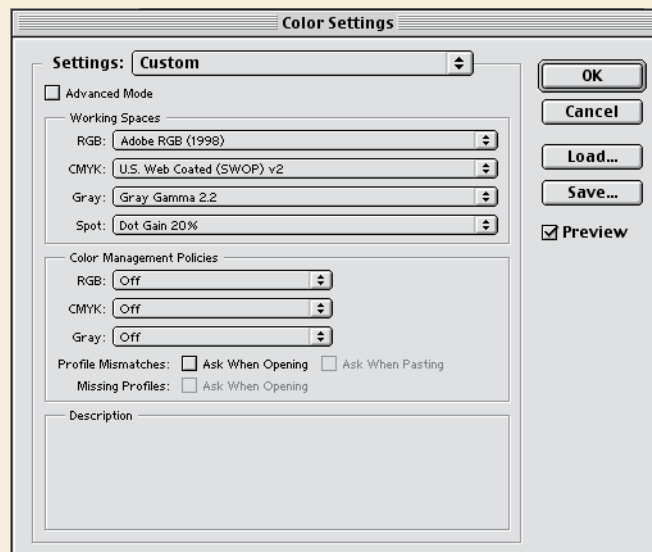 Color Settings
Settings: Custom
OK
Advanced Mode
Cancel
Working Spaces
RGB: Adobe RGB (1998)
CMYK: U.S. Web Coated (SWOP) v2
Load...
Gray: Gray Gamma 2.2
Save...
Spot: Dot Gain 20%
Preview
Color Management Policies
RGB: Off
CMYK: Off
Gray: Off
Profile Mismatches: Ask When Opening Ask When Pasting
Missing Profiles: Ask When Opening
Description